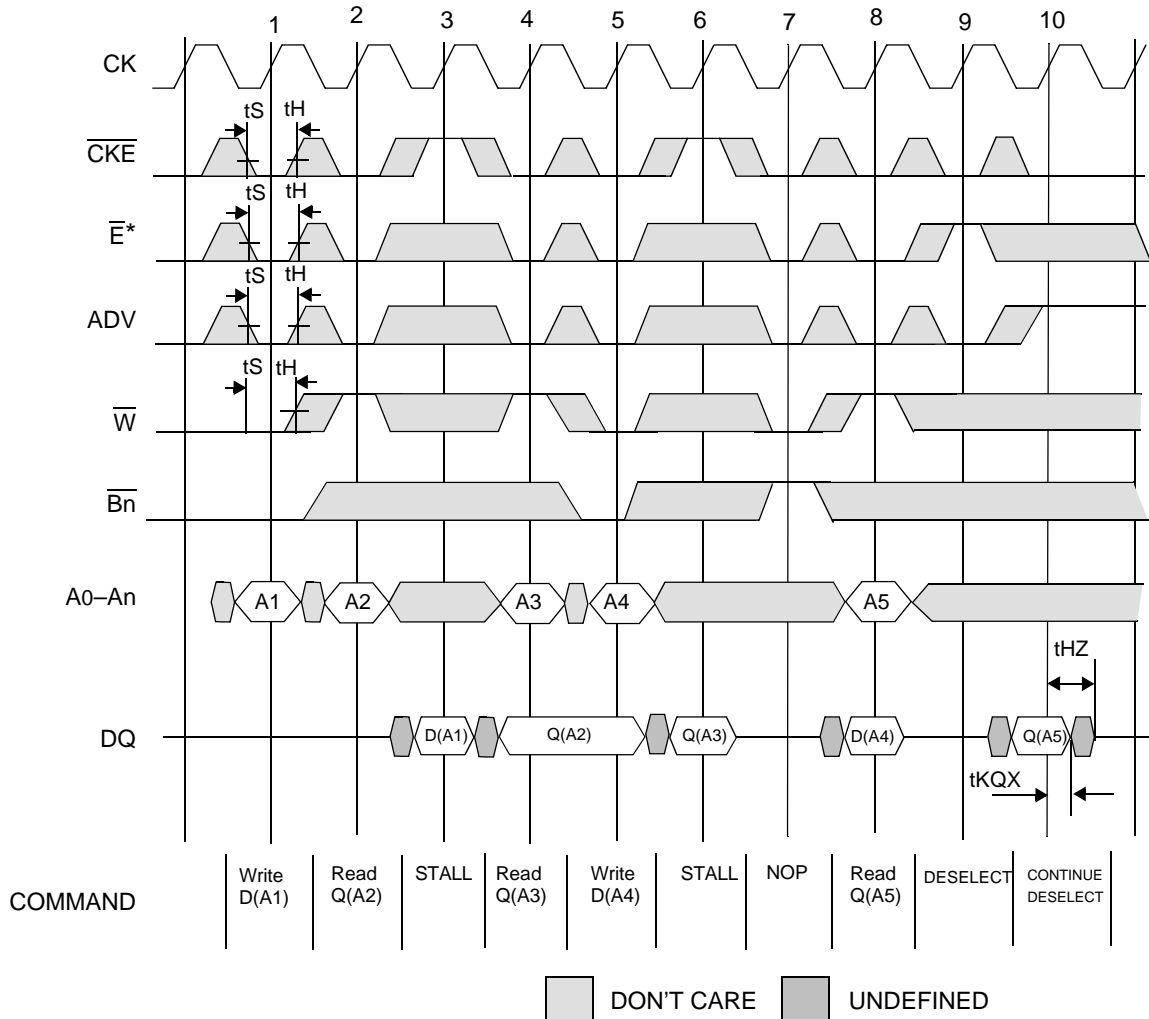 1 2 3 4 5 6 7 8 9 10
CK
tS tH
CKE
tS tH
E*
tS tH
ADV
tS tH
W
Bn
A0–An A1 A2 A3 A4 A5
tHZ
DQ D(A1) Q(A2) Q(A3) D(A4) Q(A5)
tKQX
COMMAND
Write D(A1)
Read Q(A2)
STALL
Read Q(A3)
Write D(A4)
STALL
NOP
Read Q(A5)
DESELECT
CONTINUE DESELECT
DON'T CARE UNDEFINED